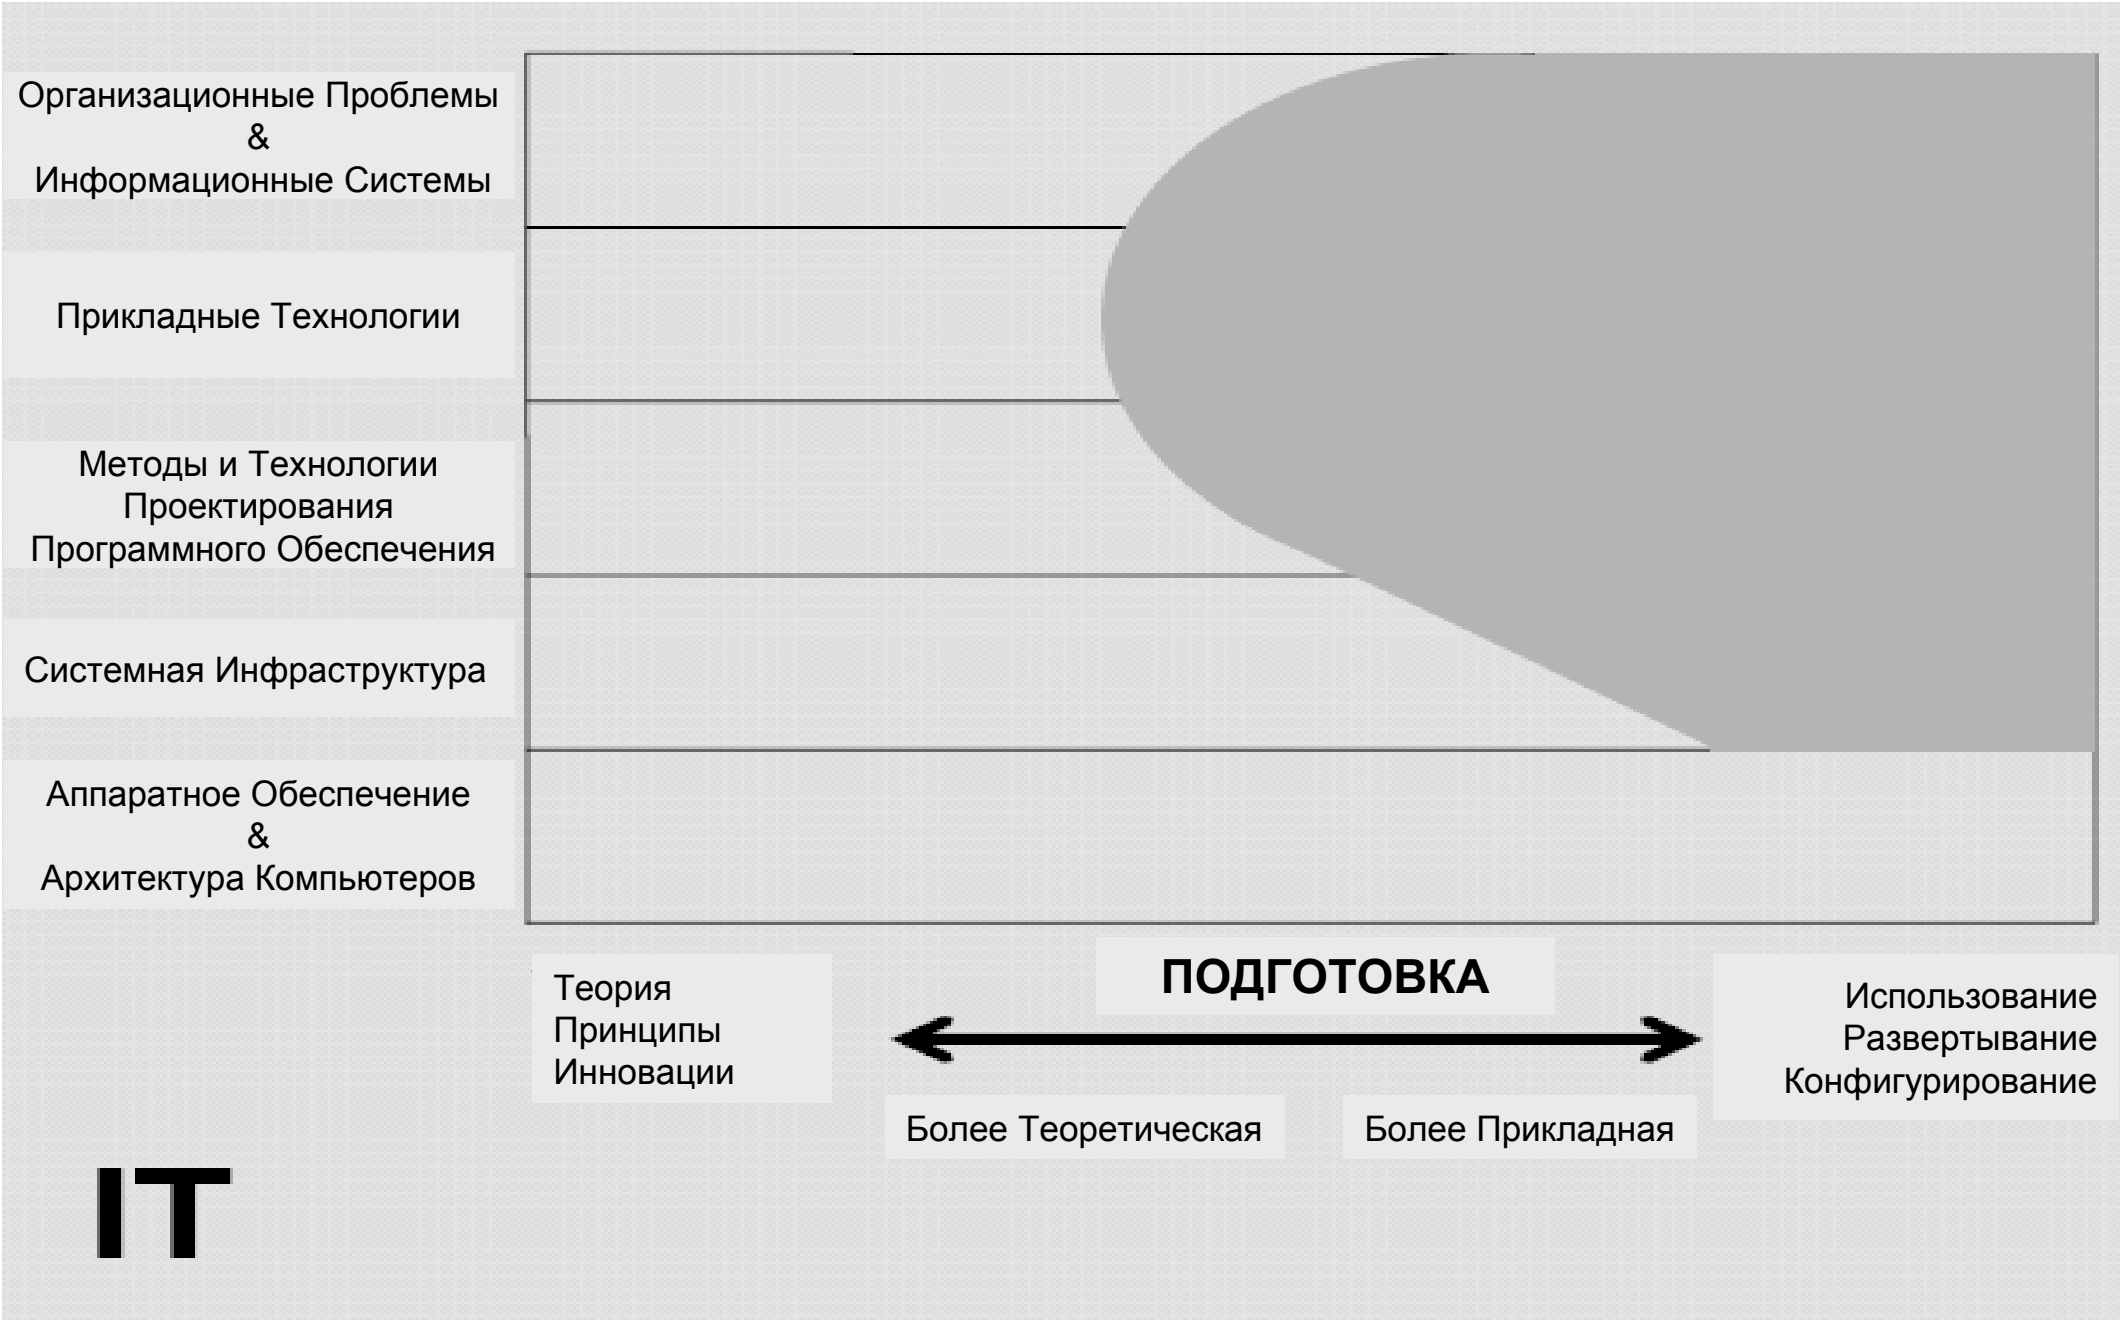 Организационные Проблемы
&
Информационные Системы
Прикладные Технологии
Методы и Технологии
Проектирования
Программного Обеспечения
Системная Инфраструктура
Аппаратное Обеспечение
&
Архитектура Компьютеров
Теория
Принципы
Инновации
ПОДГОТОВКА
Использование
Развертывание
Конфигурирование
Более Теоретическая
Более Прикладная
IT